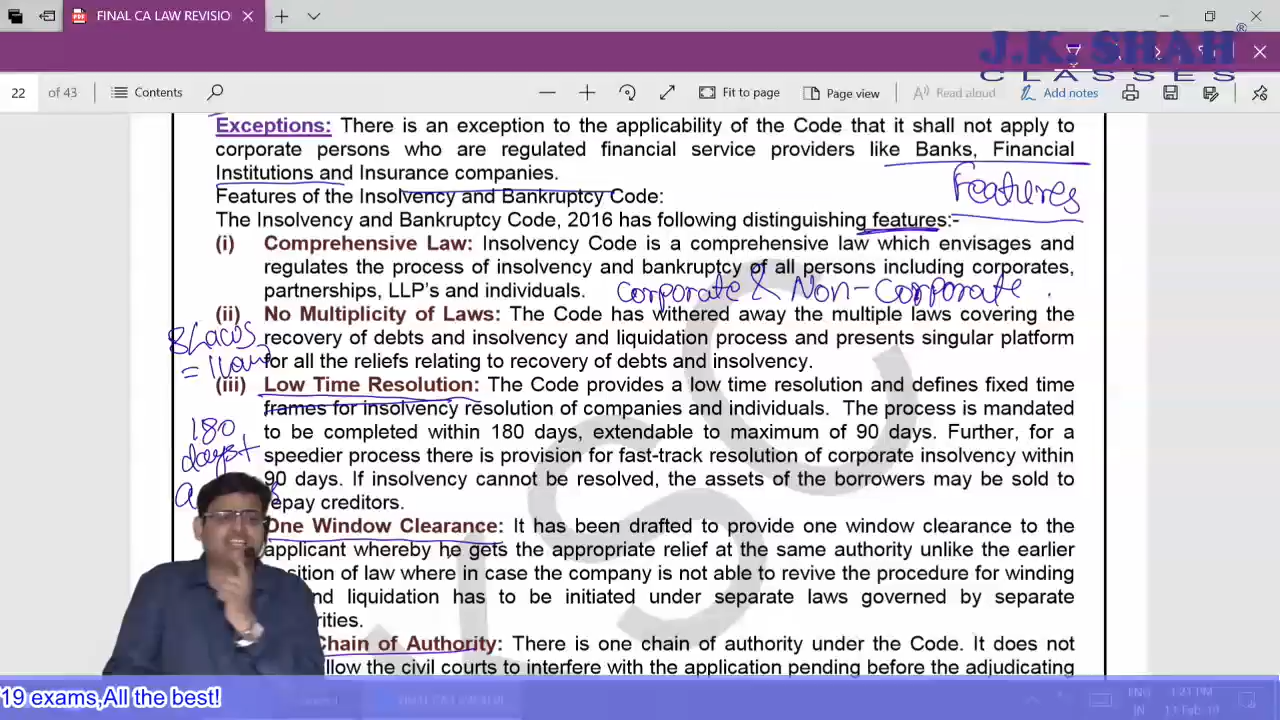 FINAL CA LAW REVISIO
J.K. SHAH
®
CLASSES
22 of 43
Contents
Fit to page
Page view
Read aloud
Add notes
Exceptions: There is an exception to the applicability of the Code that it shall not apply to
corporate persons who are regulated financial service providers like Banks, Financial
Institutions and Insurance companies.
Features
Features of the Insolvency and Bankruptcy Code:
The Insolvency and Bankruptcy Code, 2016 has following distinguishing features:-
(i) Comprehensive Law: Insolvency Code is a comprehensive law which envisages and
regulates the process of insolvency and bankruptcy of all persons including corporates,
partnerships, LLP's and individuals.
Corporate & Non-Corporate.
(ii) No Multiplicity of Laws: The Code has withered away the multiple laws covering the
recovery of debts and insolvency and liquidation process and presents singular platform
for all the reliefs relating to recovery of debts and insolvency.
(iii) Low Time Resolution: The Code provides a low time resolution and defines fixed time
frames for insolvency resolution of companies and individuals. The process is mandated
180
to be completed within 180 days, extendable to maximum of 90 days. Further, for a
days+
speedier process there is provision for fast-track resolution of corporate insolvency within
90 days. If insolvency cannot be resolved, the assets of the borrowers may be sold to
repay creditors.
One Window Clearance: It has been drafted to provide one window clearance to the
applicant whereby he gets the appropriate relief at the same authority unlike the earlier
of law where in case the company is not able to revive the procedure for winding
liquidation has to be initiated under separate laws governed by separate
Chain of Authority: There is one chain of authority under the Code. It does not
the civil courts to interfere with the application pending before the adjudicating
19 exams,All the best!
ENG
IN